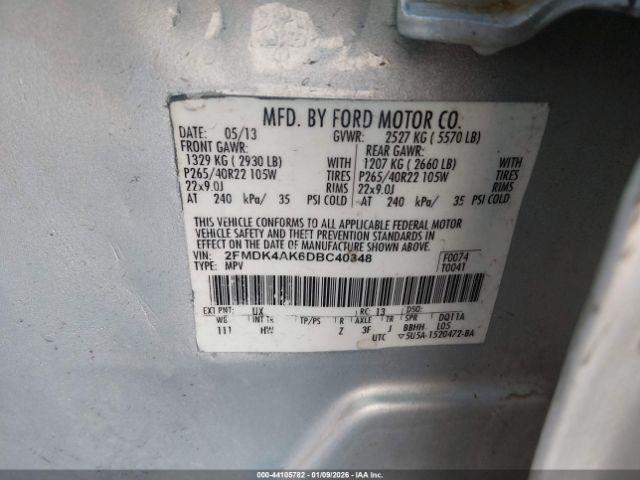 MFD. BY FORD MOTOR CO.
DATE: 05/13 GVWR: 2527 KG ( 5570 LB)
FRONT GAWR: REAR GAWR:
1329 KG ( 2930 LB) WITH 1207 KG ( 2660 LB) WITH
P265/40R22 105W TIRES P265/40R22 105W TIRES
22x9.0J RIMS 22x9.0J RIMS
AT 240 kPa/ 35 PSI COLD AT 240 kPa/ 35 PSI COLD
THIS VEHICLE CONFORMS TO ALL APPLICABLE FEDERAL MOTOR
VEHICLE SAFETY AND THEFT PREVENTION STANDARDS IN
EFFECT ON THE DATE OF MANUFACTURE SHOWN ABOVE.
VIN: 2FMDK4AK6DBC40348 F0074
TYPE: MPV T0041
EXT PNT: UX RC: 13 DSO:
WB INT TR TP/PS R AXLE TR SPR DQ11A
111 HW Z 3F J BBHH LOS
UTC ▽5U5A-1520472-BA
000-44105782 | 01/09/2026 - IAA Inc.